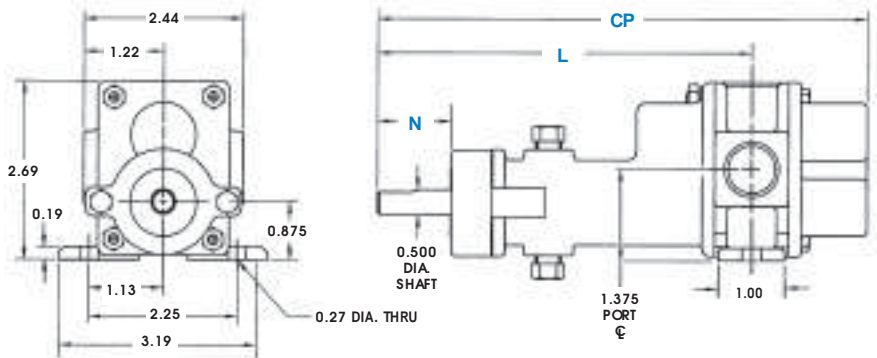 2.44
CP
1.22
L
N
2.69
0.19
0.875
0.500
DIA.
SHAFT
1.13
1.375
PORT
℄
1.00
2.25
0.27 DIA. THRU
3.19